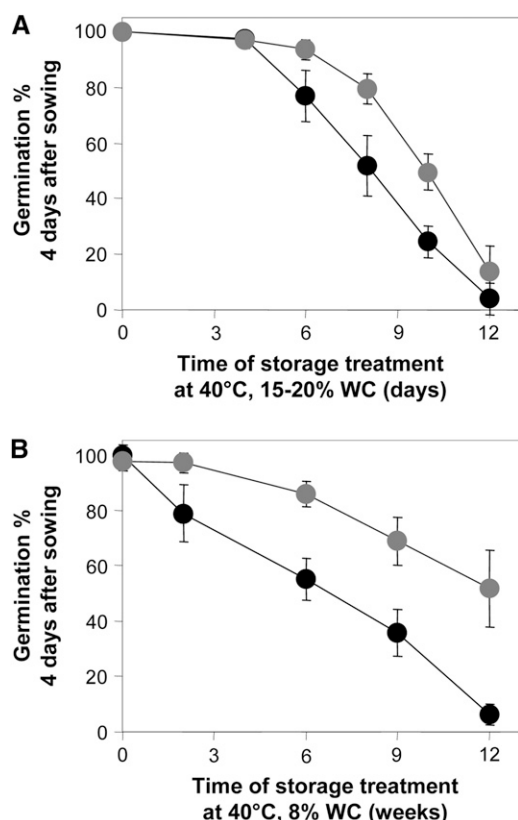 A
Germination %
4 days after sowing
100
80
60
40
20
0
0 3 6 9 12
Time of storage treatment
at 40°C, 15-20% WC (days)
B
Germination %
4 days after sowing
100
80
60
40
20
0
0 3 6 9 12
Time of storage treatment
at 40°C, 8% WC (weeks)